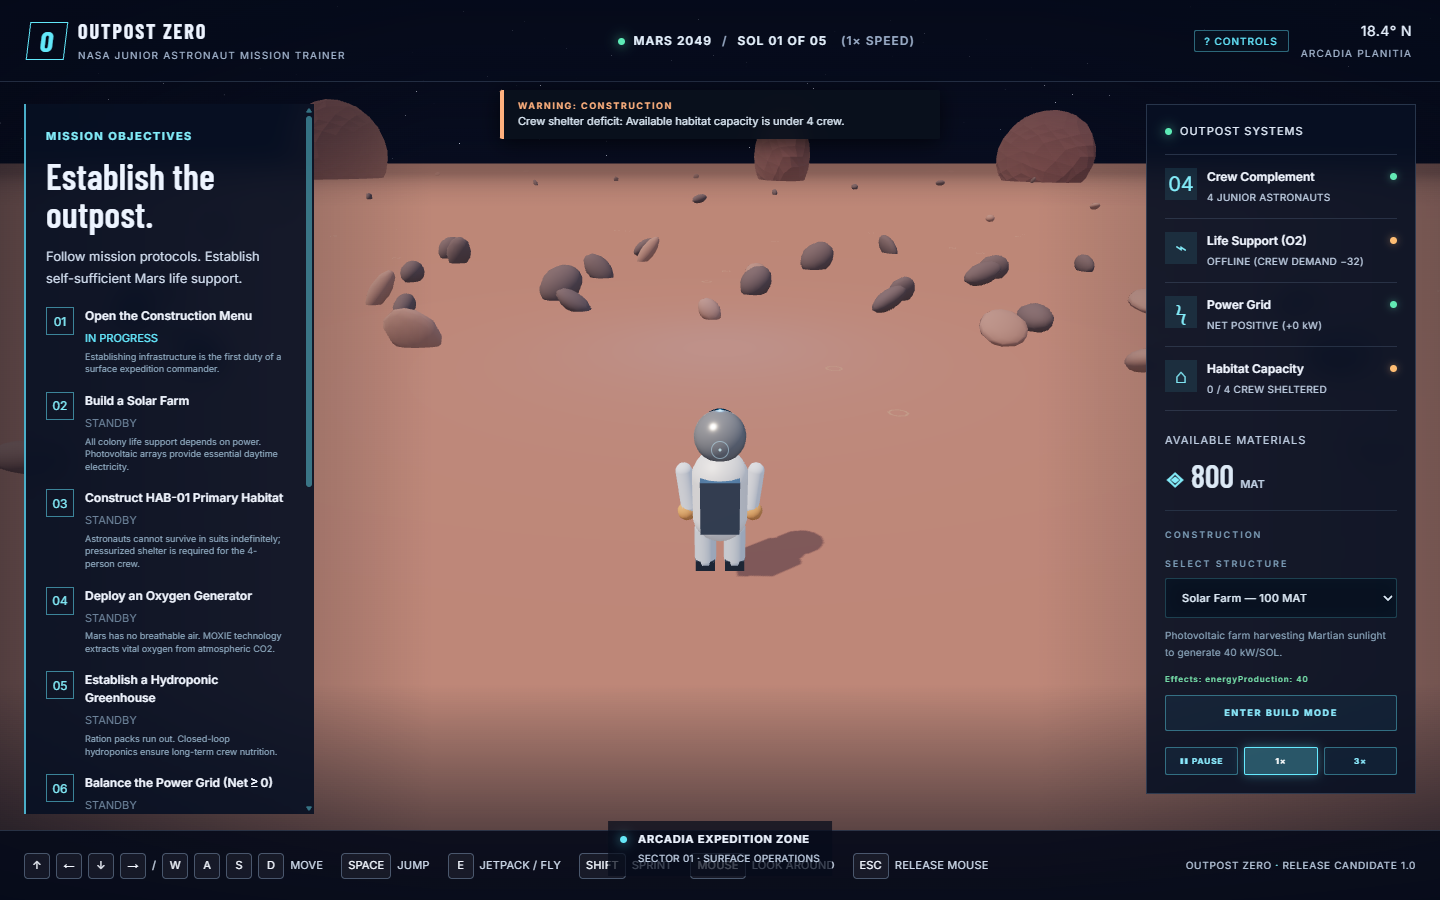 0
OUTPOST ZERO
NASA JUNIOR ASTRONAUT MISSION TRAINER
MARS 2049 / SOL 01 OF 05 (1× SPEED)
? CONTROLS
18.4° N
ARCADIA PLANITIA
WARNING: CONSTRUCTION
Crew shelter deficit: Available habitat capacity is under 4 crew.
MISSION OBJECTIVES
Establish the
outpost.
Follow mission protocols. Establish
self-sufficient Mars life support.
01
Open the Construction Menu
IN PROGRESS
Establishing infrastructure is the first duty of a
surface expedition commander.
02
Build a Solar Farm
STANDBY
All colony life support depends on power.
Photovoltaic arrays provide essential daytime
electricity.
03
Construct HAB-01 Primary Habitat
STANDBY
Astronauts cannot survive in suits indefinitely;
pressurized shelter is required for the 4-
person crew.
04
Deploy an Oxygen Generator
STANDBY
Mars has no breathable air. MOXIE technology
extracts vital oxygen from atmospheric CO2.
05
Establish a Hydroponic
Greenhouse
STANDBY
Ration packs run out. Closed-loop
hydroponics ensure long-term crew nutrition.
06
Balance the Power Grid (Net ≥ 0)
STANDBY
OUTPOST SYSTEMS
04
Crew Complement
4 JUNIOR ASTRONAUTS
Life Support (O2)
OFFLINE (CREW DEMAND −32)
Power Grid
NET POSITIVE (+0 kW)
Habitat Capacity
0 / 4 CREW SHELTERED
AVAILABLE MATERIALS
800 MAT
CONSTRUCTION
SELECT STRUCTURE
Solar Farm — 100 MAT
Photovoltaic farm harvesting Martian sunlight
to generate 40 kW/SOL.
Effects: energyProduction: 40
ENTER BUILD MODE
PAUSE 1× 3×
ARCADIA EXPEDITION ZONE
SECTOR 01 · SURFACE OPERATIONS
↑ ← ↓ → / W A S D MOVE SPACE JUMP E JETPACK / FLY SHIFT SPRINT MOUSE LOOK AROUND ESC RELEASE MOUSE
OUTPOST ZERO · RELEASE CANDIDATE 1.0